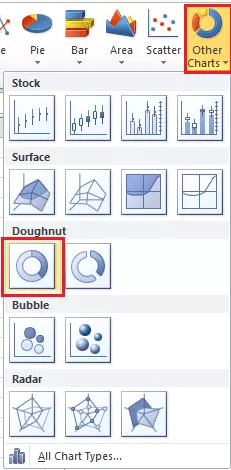 Pie Bar Area Scatter Other Charts
Stock
Surface
Doughnut
Bubble
Radar
All Chart Types...